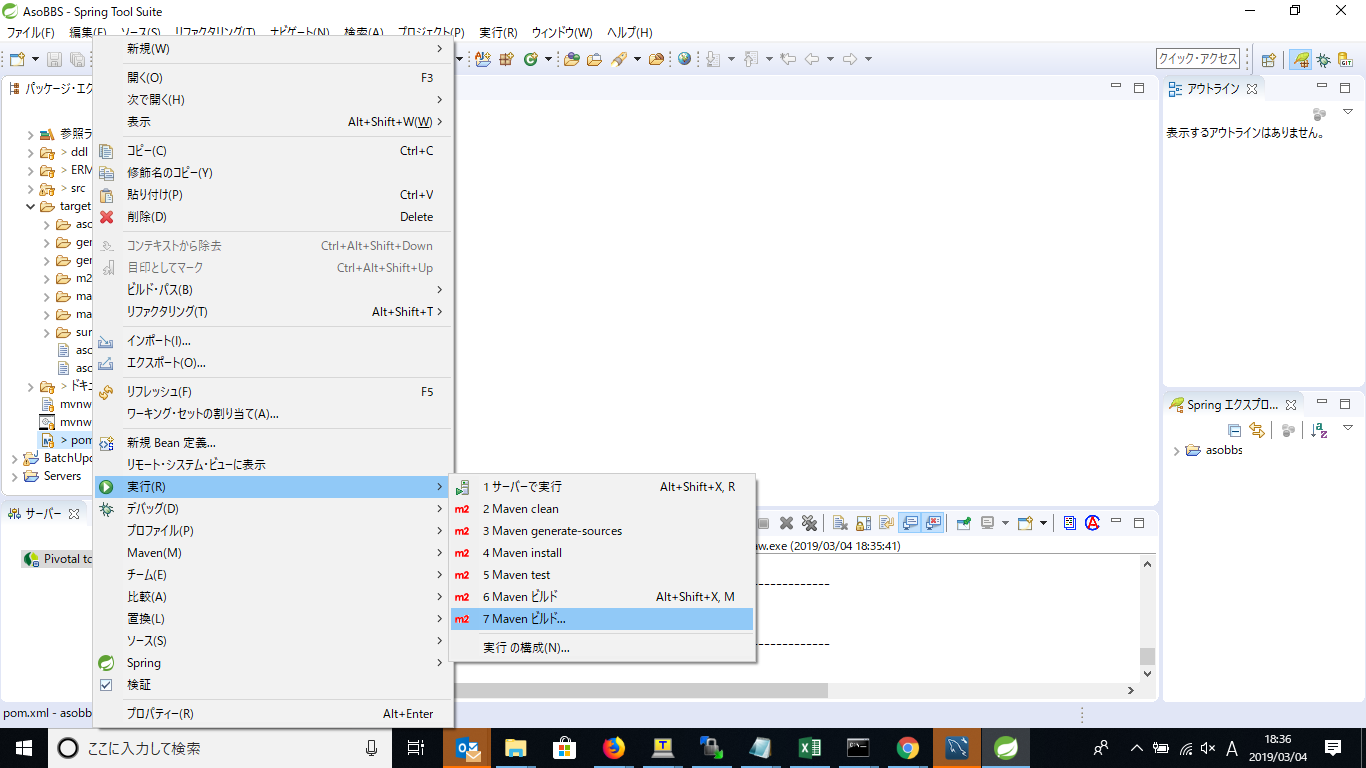 AsoBBS - Spring Tool Suite
ファイル(F) 編集(E) ソース(S) リファクタリング(T) ナビゲート(N) 検索(A) プロジェクト(P) 実行(R) ウィンドウ(W) ヘルプ(H)
クイック・アクセス
パッケージ・エク
参照ラ
> ddl
> ERM
> src
target
aso
ger
ger
m2
ma
ma
sur
aso
aso
> ドキュ
mvnw
mvnw
> pom
BatchUpd
Servers
サーバー
Pivotal tc
新規(W)
開く(O) F3
次で開く(H)
表示 Alt+Shift+W(W)
コピー(C) Ctrl+C
修飾名のコピー(Y)
貼り付け(P) Ctrl+V
削除(D) Delete
コンテキストから除去 Ctrl+Alt+Shift+Down
目印としてマーク Ctrl+Alt+Shift+Up
ビルド・パス(B)
リファクタリング(T) Alt+Shift+T
インポート(I)...
エクスポート(O)...
リフレッシュ(F) F5
ワーキング・セットの割り当て(A)...
新規 Bean 定義...
リモート・システム・ビューに表示
実行(R)
デバッグ(D)
プロファイル(P)
Maven(M)
チーム(E)
比較(A)
置換(L)
ソース(S)
Spring
検証
プロパティー(R) Alt+Enter
1 サーバーで実行 Alt+Shift+X, R
m2 2 Maven clean
m2 3 Maven generate-sources
m2 4 Maven install
m2 5 Maven test
m2 6 Maven ビルド Alt+Shift+X, M
m2 7 Maven ビルド...
実行 の構成(N)...
アウトライン
表示するアウトラインはありません。
Spring エクスプロ...
asobbs
w.exe (2019/03/04 18:35:41)
------------
------------
pom.xml - asobb
ここに入力して検索
A
18:36
2019/03/04